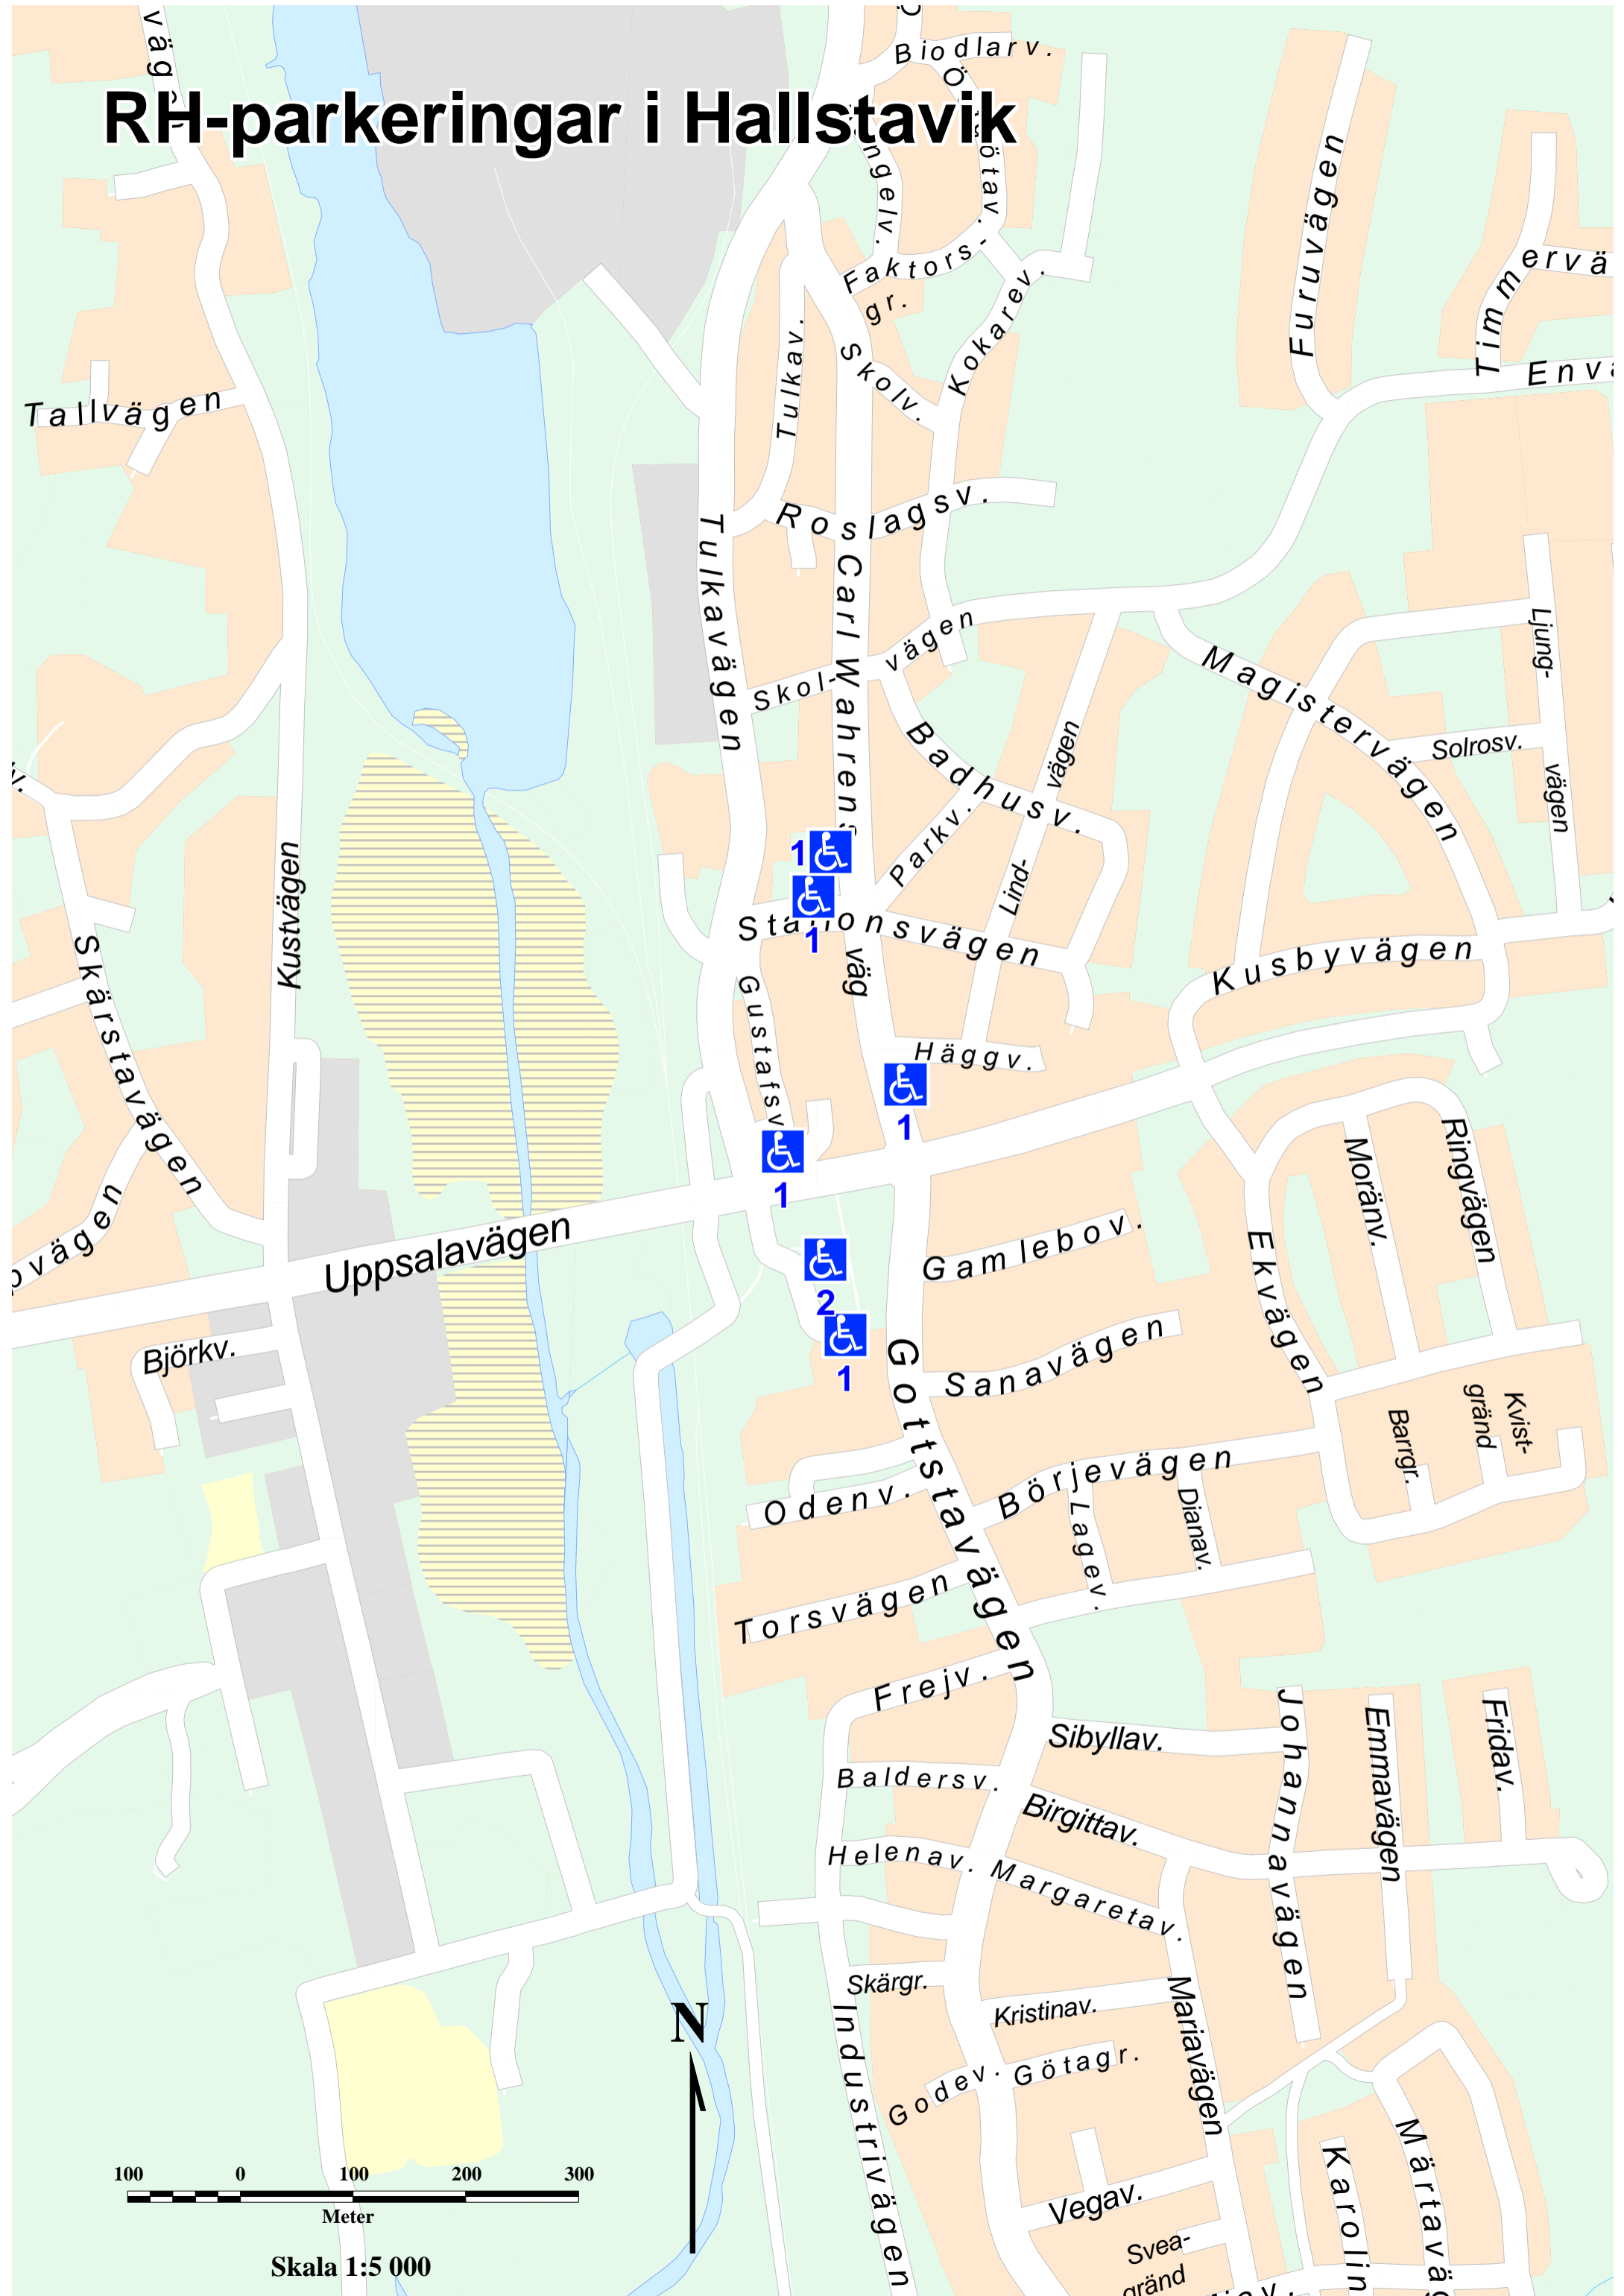 RH-parkeringar i Hallstavik
Biodlarv.
Faktors-
gr.
Kokarev.
Skolv.
Tulkav.
Furuvägen
Tallvägen
Roslagsv.
Tulkavägen
Carl Wahrens
väg
Skol-
vägen
Badhusv.
Parkv.
Lind-
vägen
Magistervägen
Ljung-
vägen
Solrosv.
Kustvägen
Skärstavägen
1
1
Stationsvägen
Gustafsv
Kusbyvägen
Häggv.
1
1
Uppsalavägen
2
1
Gamlebov.
Moränv.
Ringvägen
Ekvägen
Björkv.
Sanavägen
Gottstavägen
Barrgr.
Kvist-
gränd
Odenv.
Börjevägen
Lagev.
Dianav.
Torsvägen
Frejv.
Sibyllav.
Johannavägen
Emmavägen
Fridav.
Baldersv.
Birgittav.
Helenav.
Margaretav.
Skärgr.
Kristinav.
Mariavägen
Industrivägen
Godev.
Götagr.
Vegav.
Svea-
gränd
N
100 0 100 200 300
Meter
Skala 1:5 000